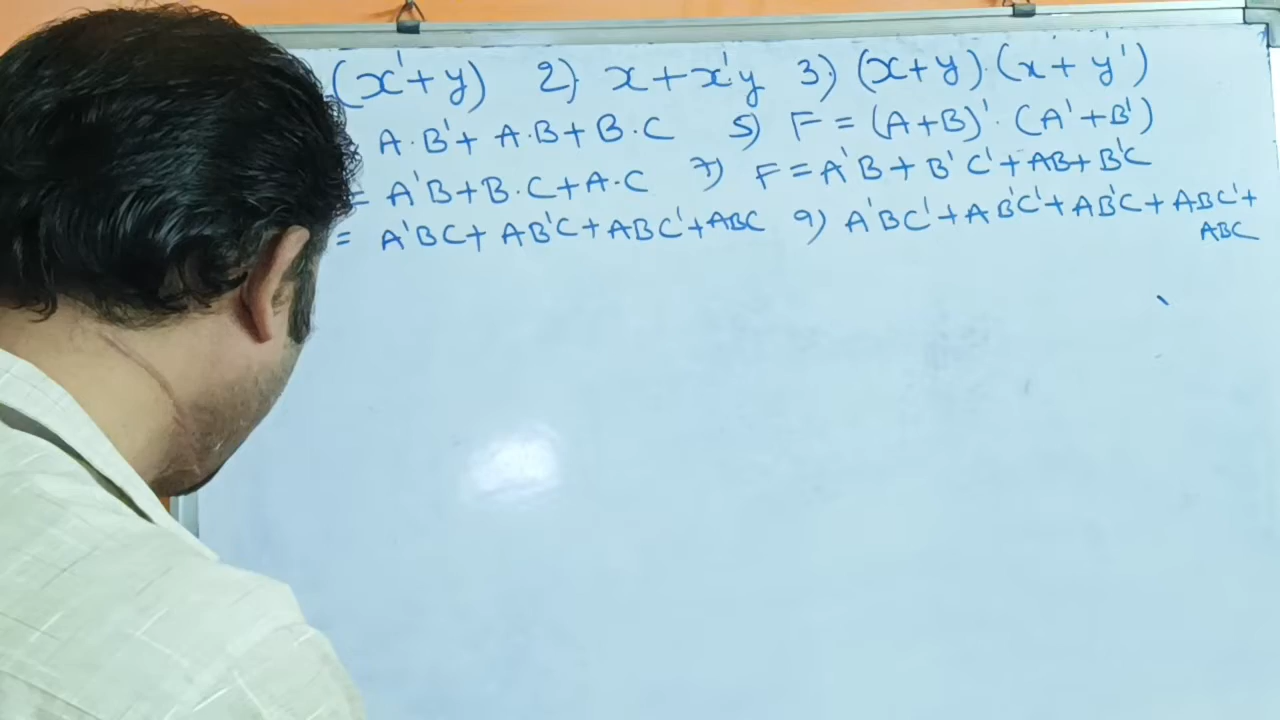 (x'+y) 2) x+x'y 3) (x+y).(x+y')
= A.B'+ A.B+B.C 5) F = (A+B)'.(A'+B')
= A'B+B.C+A.C 7) F=A'B+B'C'+AB+B'C
= A'BC+AB'C+ABC'+ABC 9) A'BC'+AB'C'+AB'C+ABC'+
ABC